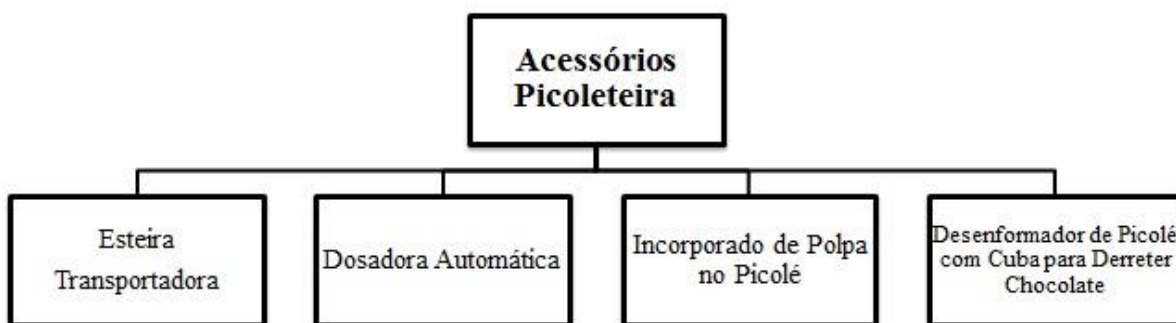 Acessórios
Picoleteira
Esteira
Transportadora
Dosadora Automática
Incorporado de Polpa
no Picolé
Desenformador de Picolé
com Cuba para Derreter
Chocolate